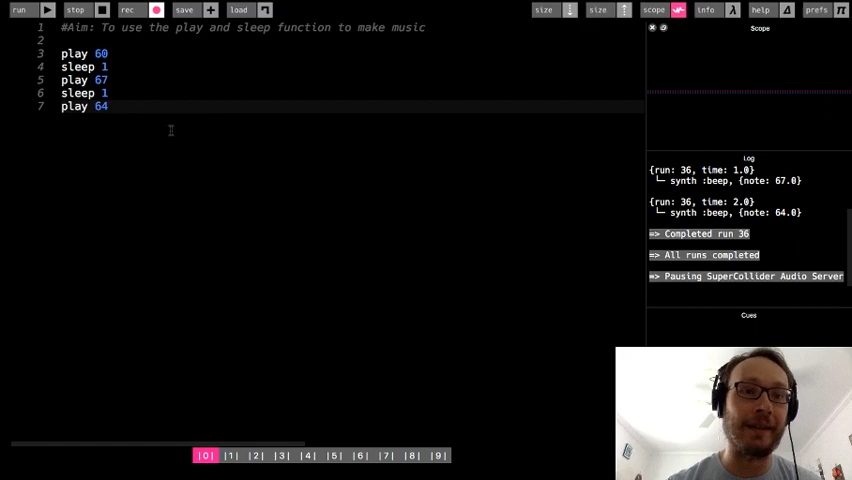 run stop rec save + load size size scope info λ help prefs π
1 #Aim: To use the play and sleep function to make music
2
3 play 60
4 sleep 1
5 play 67
6 sleep 1
7 play 64
Scope
Log
{run: 36, time: 1.0}
└─ synth :beep, {note: 67.0}
{run: 36, time: 2.0}
└─ synth :beep, {note: 64.0}
=> Completed run 36
=> All runs completed
=> Pausing SuperCollider Audio Server
Cues
|0| |1| |2| |3| |4| |5| |6| |7| |8| |9|